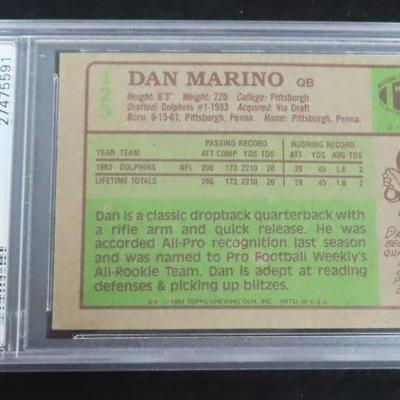 27475591
123
DAN MARINO QB
Height: 6'3" Weight: 220 College: Pittsburgh
Drafted: Dolphins #1-1983 Acquired: Via Draft
Born: 9-15-61, Pittsburgh, Penna. Home: Pittsburgh, Penna.
PASSING RECORD RUSHING RECORD
YEAR TEAM ATT COMP YDS TDS ATT YDS AVG TDS
1983 DOLPHINS NFL 296 173 2210 20 28 45 1.6 2
LIFETIME TOTALS 296 173 2210 20 28 45 1.6 2
Dan is a classic dropback quarterback with
a rifle arm and quick release. He was
accorded All-Pro recognition last season
and was named to Pro Football Weekly's
All-Rookie Team. Dan is adept at reading
defenses & picking up blitzes.
© 1984 TOPPS CHEWING GUM, INC. PRTD. IN U.S.A.